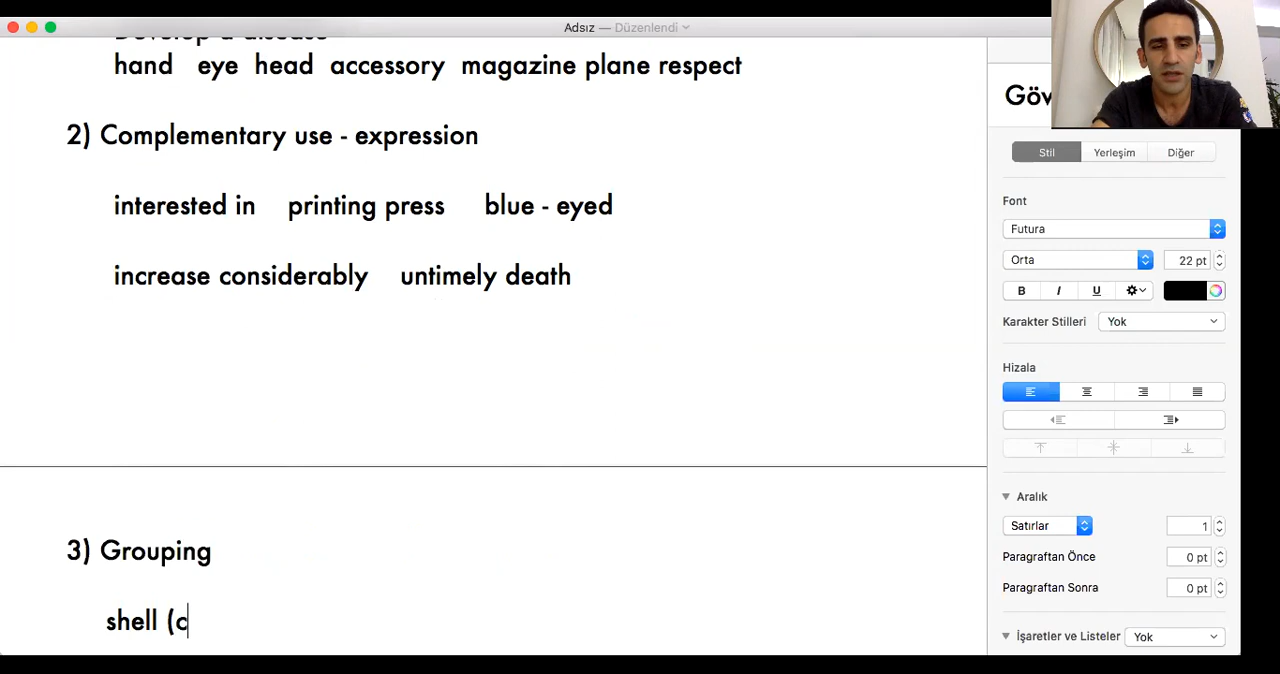 Adsız — Düzenlendi
Develop a disease
hand eye head accessory magazine plane respect
2) Complementary use - expression
interested in printing press blue - eyed
increase considerably untimely death
3) Grouping
shell (c
Göv
Stil Yerleşim Diğer
Font
Futura
Orta 22 pt
B I U
Karakter Stilleri Yok
Hizala
Aralık
Satırlar 1
Paragraftan Önce 0 pt
Paragraftan Sonra 0 pt
İşaretler ve Listeler Yok